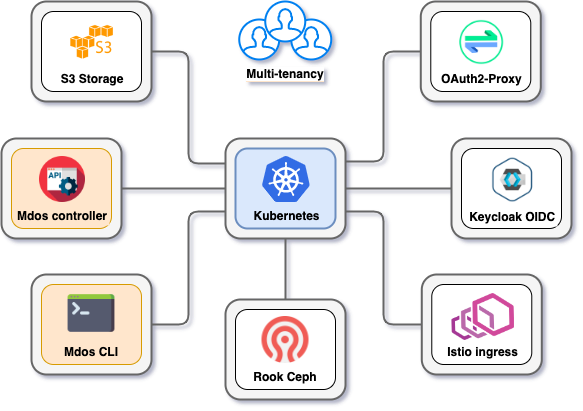 S3
S3 Storage
Multi-tenancy
OAuth2-Proxy
API
Mdos controller
Kubernetes
Keycloak OIDC
Mdos CLI
Rook Ceph
Istio ingress